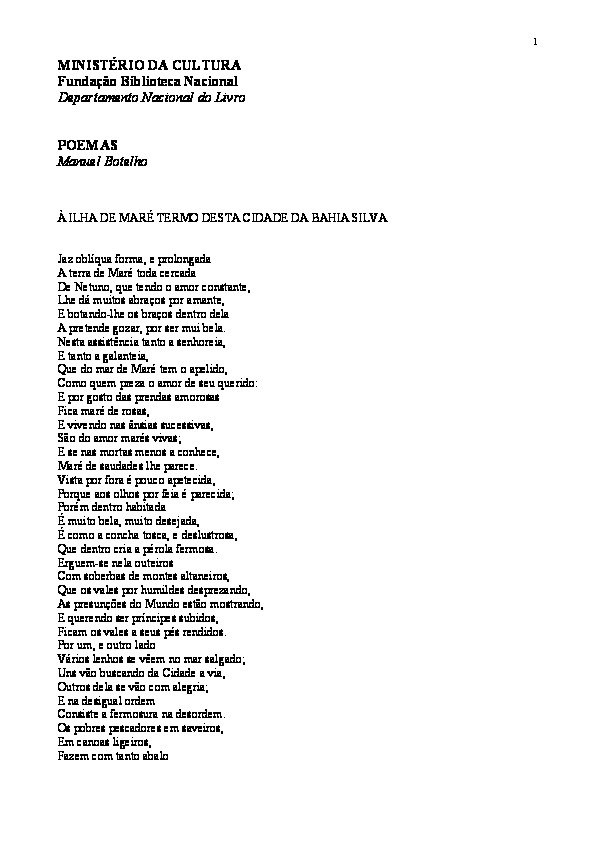 1
MINISTÉRIO DA CULTURA
Fundação Biblioteca Nacional
Departamento Nacional do Livro
POEMAS
Manuel Botelho
À ILHA DE MARÉ TERMO DESTA CIDADE DA BAHIA SILVA
Jaz oblíqua forma, e prolongada
A terra de Maré toda cercada
De Netuno, que tendo o amor constante,
Lhe dá muitos abraços por amante,
E botando-lhe os braços dentro dela
A pretende gozar, por ser mui bela.
Nesta assistência tanto a senhoreia,
E tanto a galanteia,
Que do mar de Maré tem o apelido,
Como quem preza o amor de seu querido:
E por gosto das prendas amorosas
Fica maré de rosas,
E vivendo nas ânsias sucessivas,
São do amor marés vivas;
E se nas mortas menos a conhece,
Maré de saudades lhe parece.
Vista por fora é pouco apetecida,
Porque aos olhos por feia é parecida;
Porém dentro habitada
É muito bela, muito desejada,
É como a concha tosca, e deslustrosa,
Que dentro cria a pérola fermosa.
Erguem-se nela outeiros
Com soberbas de montes altaneiros,
Que os vales por humildes desprezando,
As presunções do Mundo estão mostrando,
E querendo ser príncipes subidos,
Ficam os vales a seus pés rendidos.
Por um, e outro lado
Vários lenhos se vêem no mar salgado;
Uns vão buscando da Cidade a via,
Outros dela se vão com alegria;
E na desigual ordem
Consiste a fermosura na desordem.
Os pobres pescadores em saveiros,
Em canoas ligeiros,
Fazem com tanto abalo